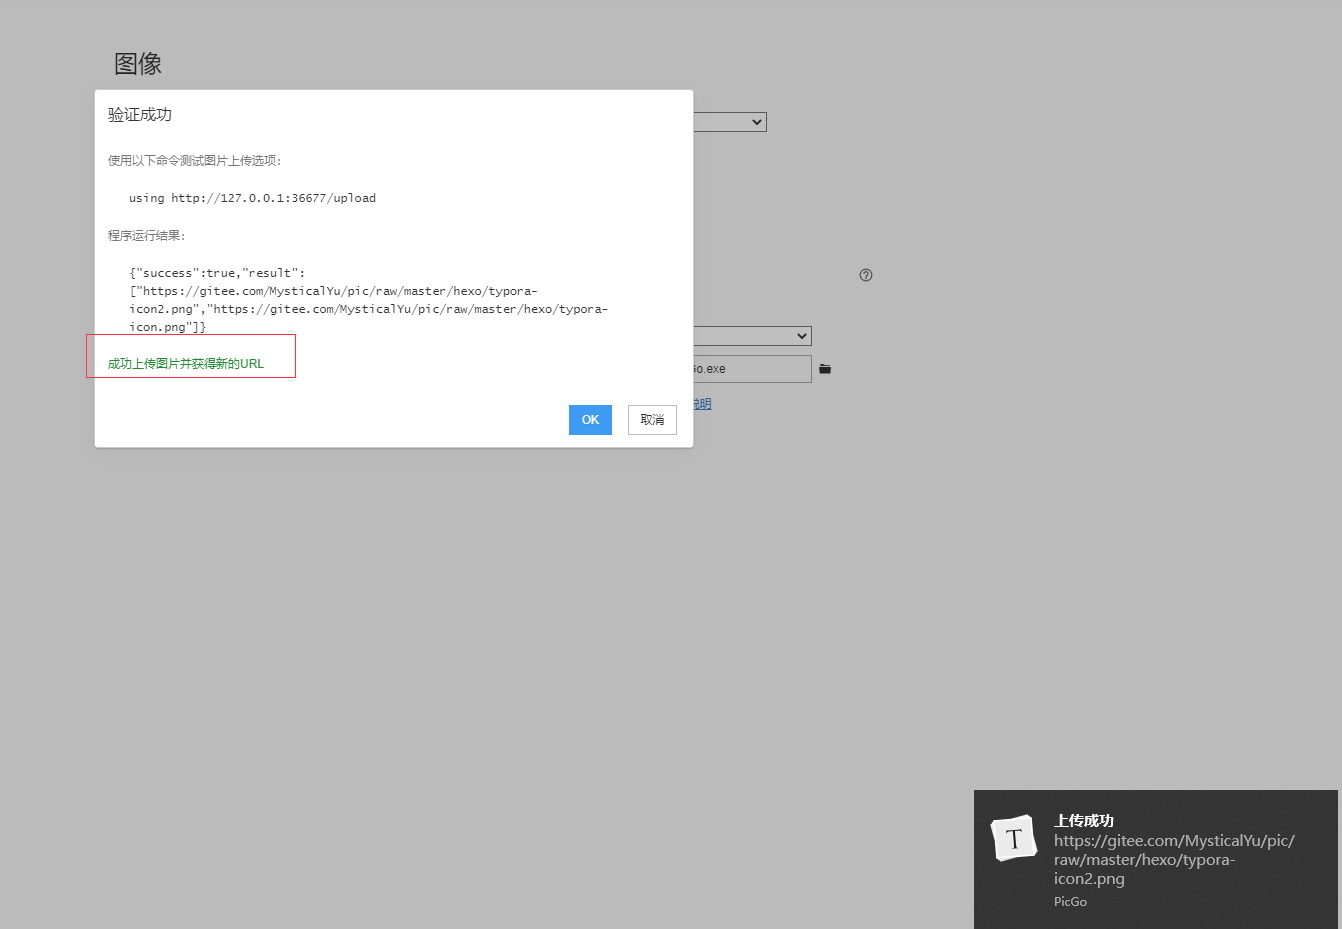 图像
验证成功
使用以下命令测试图片上传选项:
using http://127.0.0.1:36677/upload
程序运行结果:
{"success":true,"result":
["https://gitee.com/MysticalYu/pic/raw/master/hexo/typora-
icon2.png","https://gitee.com/MysticalYu/pic/raw/master/hexo/typora-
icon.png"]}
成功上传图片并获得新的URL
Go.exe
说明
OK 取消
上传成功
https://gitee.com/MysticalYu/pic/
raw/master/hexo/typora-
icon2.png
PicGo
T